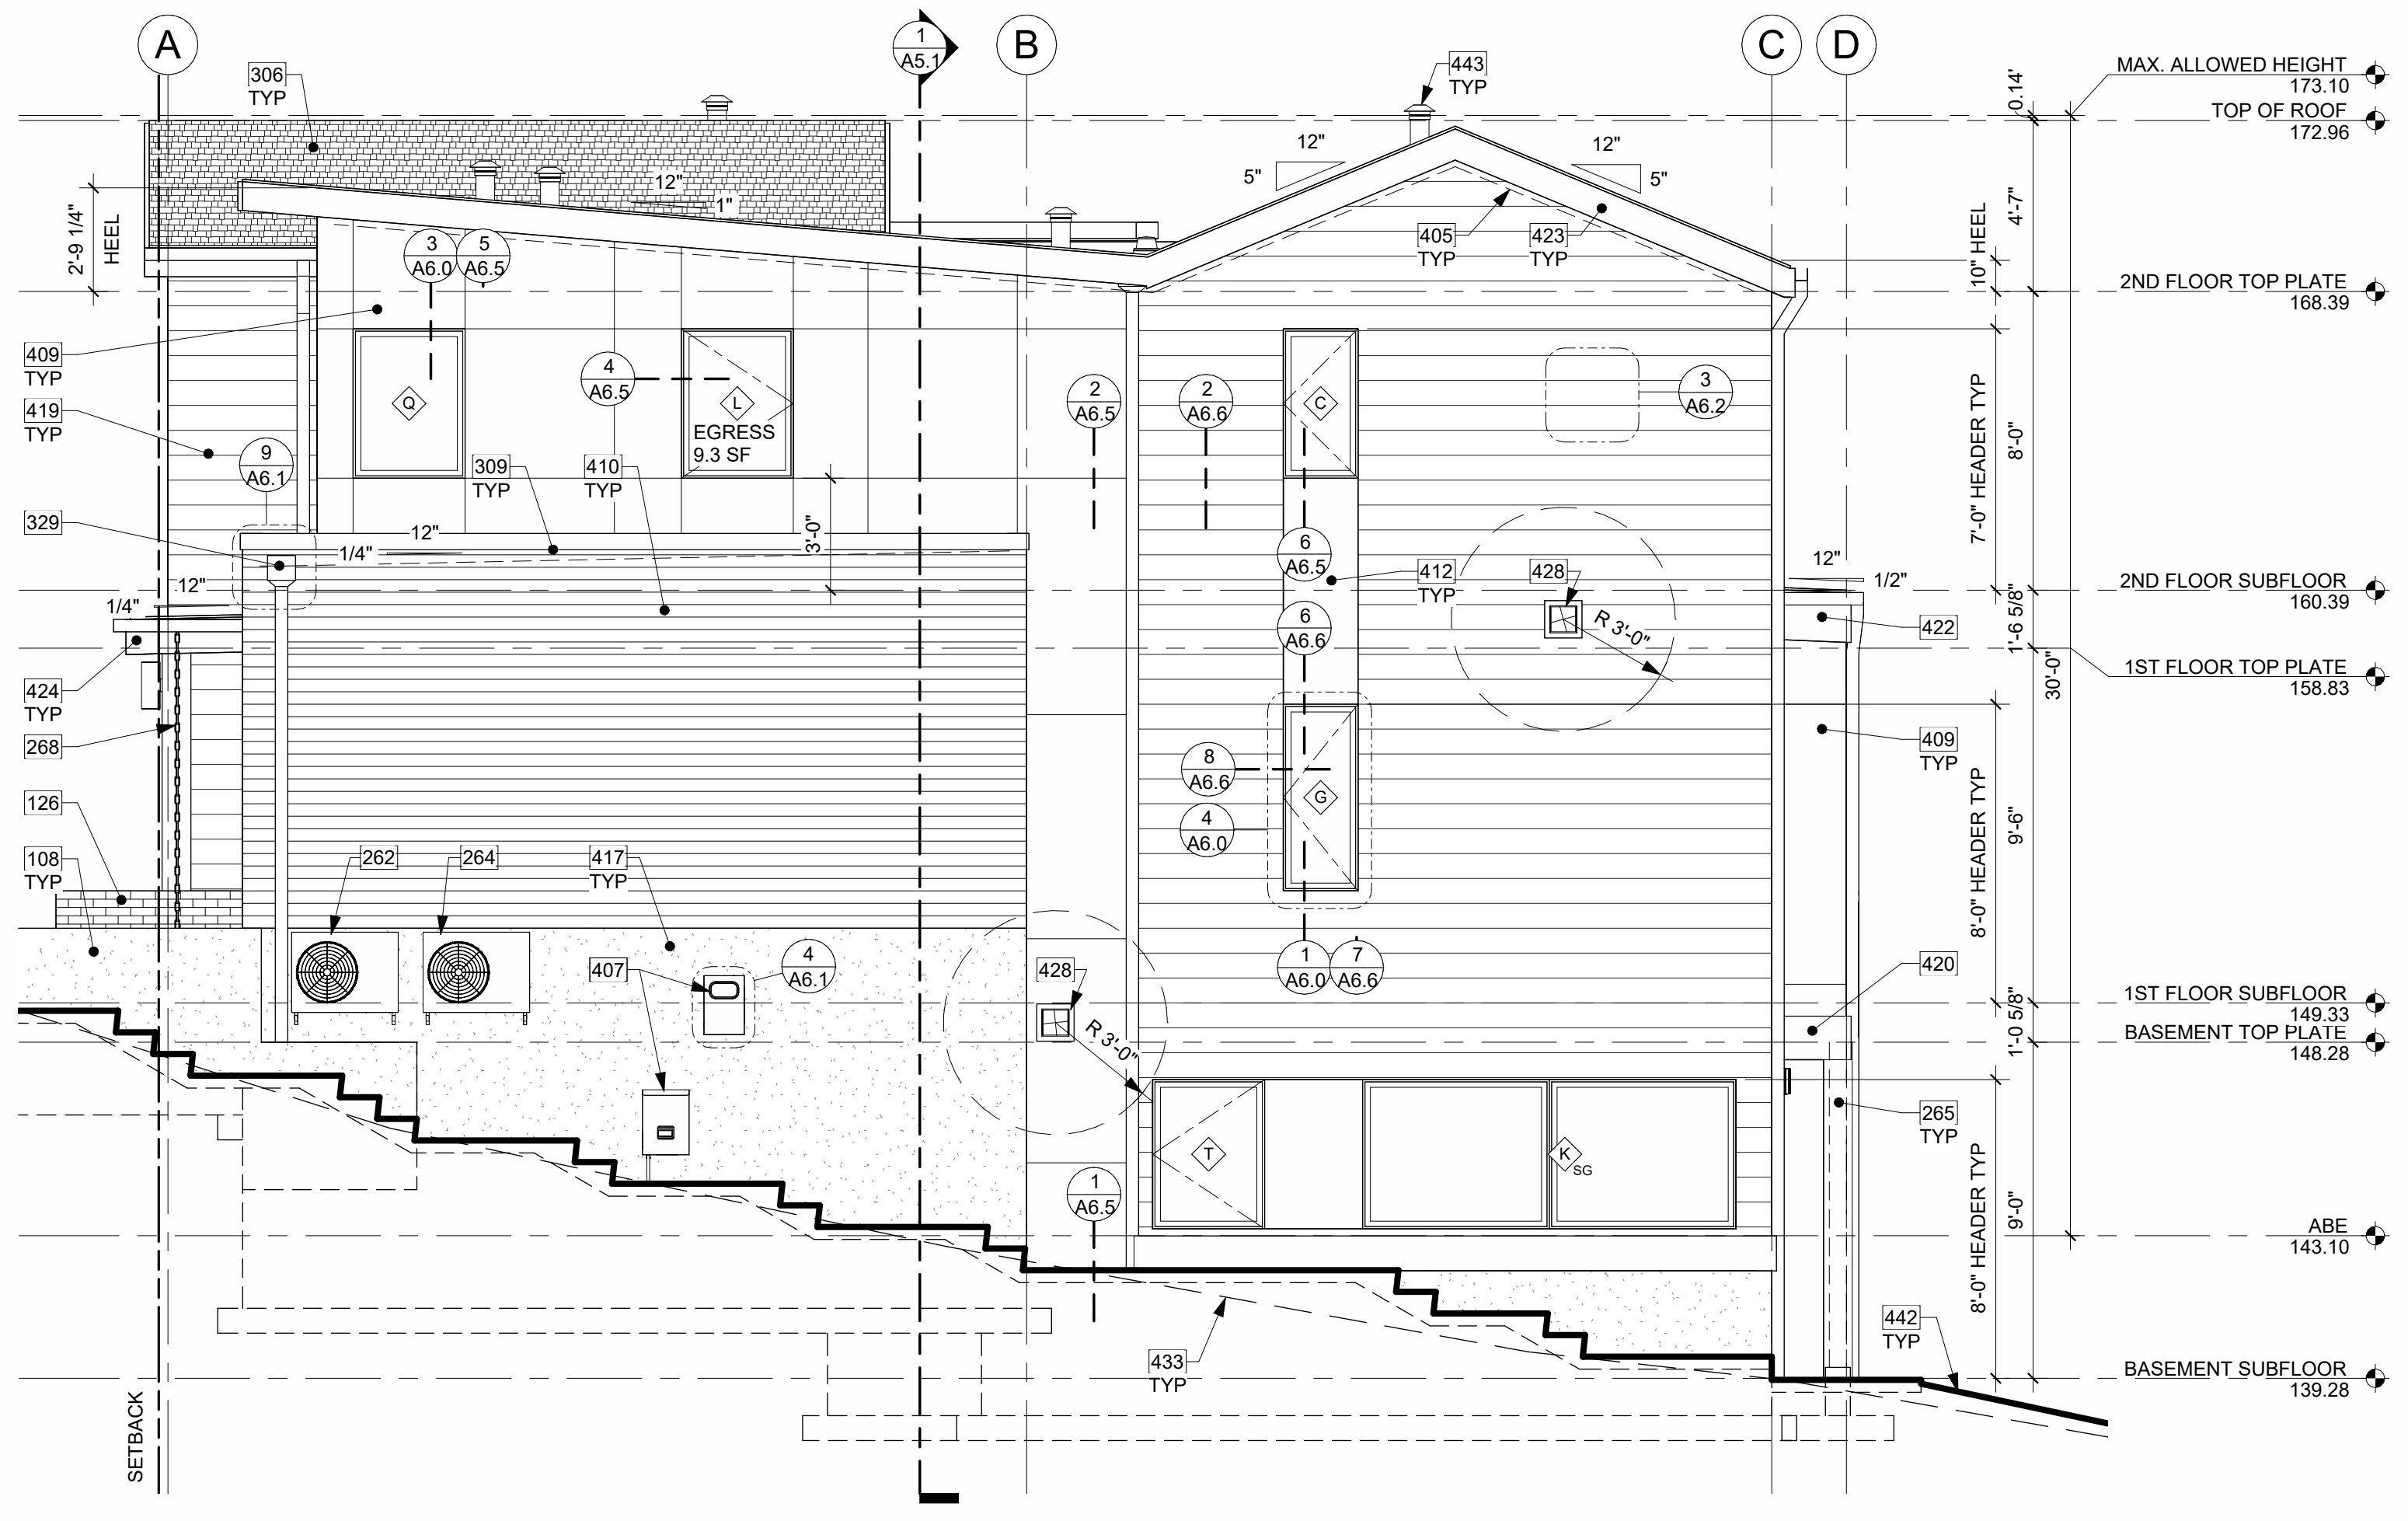 A
1
A5.1
B
C
D
306
TYP
443
TYP
0.14'
MAX. ALLOWED HEIGHT
173.10
TOP OF ROOF
172.96
12"
5"
12"
5"
12"
1"
2'-9 1/4"
HEEL
3
A6.0
5
A6.5
405
TYP
423
TYP
10" HEEL
4'-7"
2ND FLOOR TOP PLATE
168.39
409
TYP
419
TYP
4
A6.5
Q
L
EGRESS
9.3 SF
2
A6.5
2
A6.6
C
3
A6.2
7'-0" HEADER TYP
8'-0"
9
A6.1
309
TYP
410
TYP
329
12"
1/4"
3'-0"
6
A6.5
412
TYP
428
R 3'-0"
12"
1/2"
2ND FLOOR SUBFLOOR
160.39
12"
1/4"
6
A6.6
422
1'-6 5/8"
424
TYP
1ST FLOOR TOP PLATE
158.83
30'-0"
268
8
A6.6
G
4
A6.0
409
TYP
126
108
TYP
262
264
417
TYP
8'-0" HEADER TYP
9'-6"
407
4
A6.1
428
R 3'-0"
1
A6.0
7
A6.6
420
1ST FLOOR SUBFLOOR
149.33
1'-0 5/8"
BASEMENT TOP PLATE
148.28
265
TYP
T
K
SG
1
A6.5
8'-0" HEADER TYP
9'-0"
ABE
143.10
433
TYP
442
TYP
BASEMENT SUBFLOOR
139.28
SETBACK